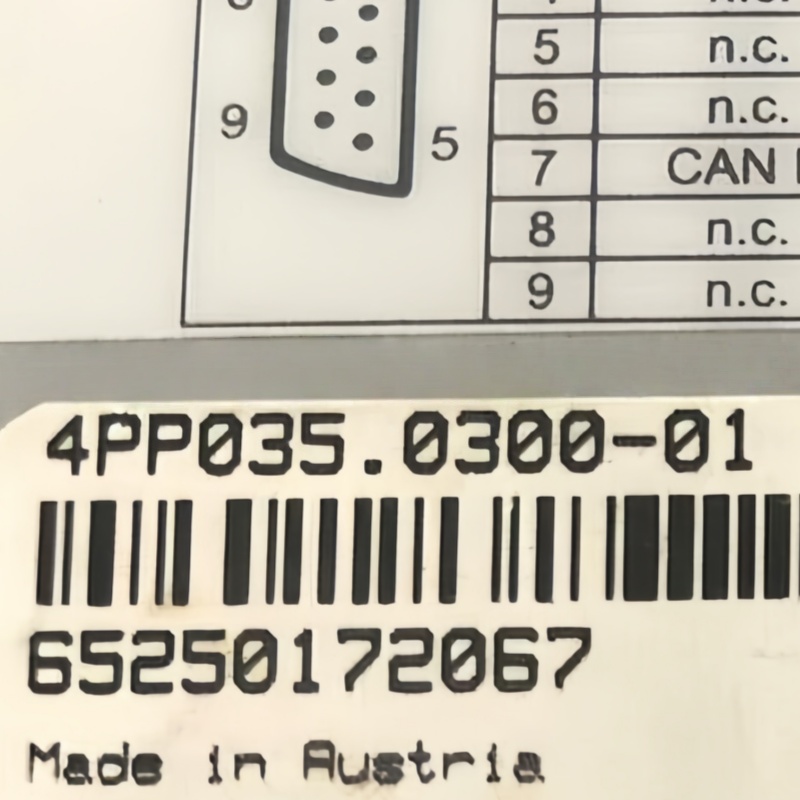 5 n.c.
6 n.c.
9 5
7 CAN
8 n.c.
9 n.c.
4PP035.0300-01
65250172067
Made in Austria